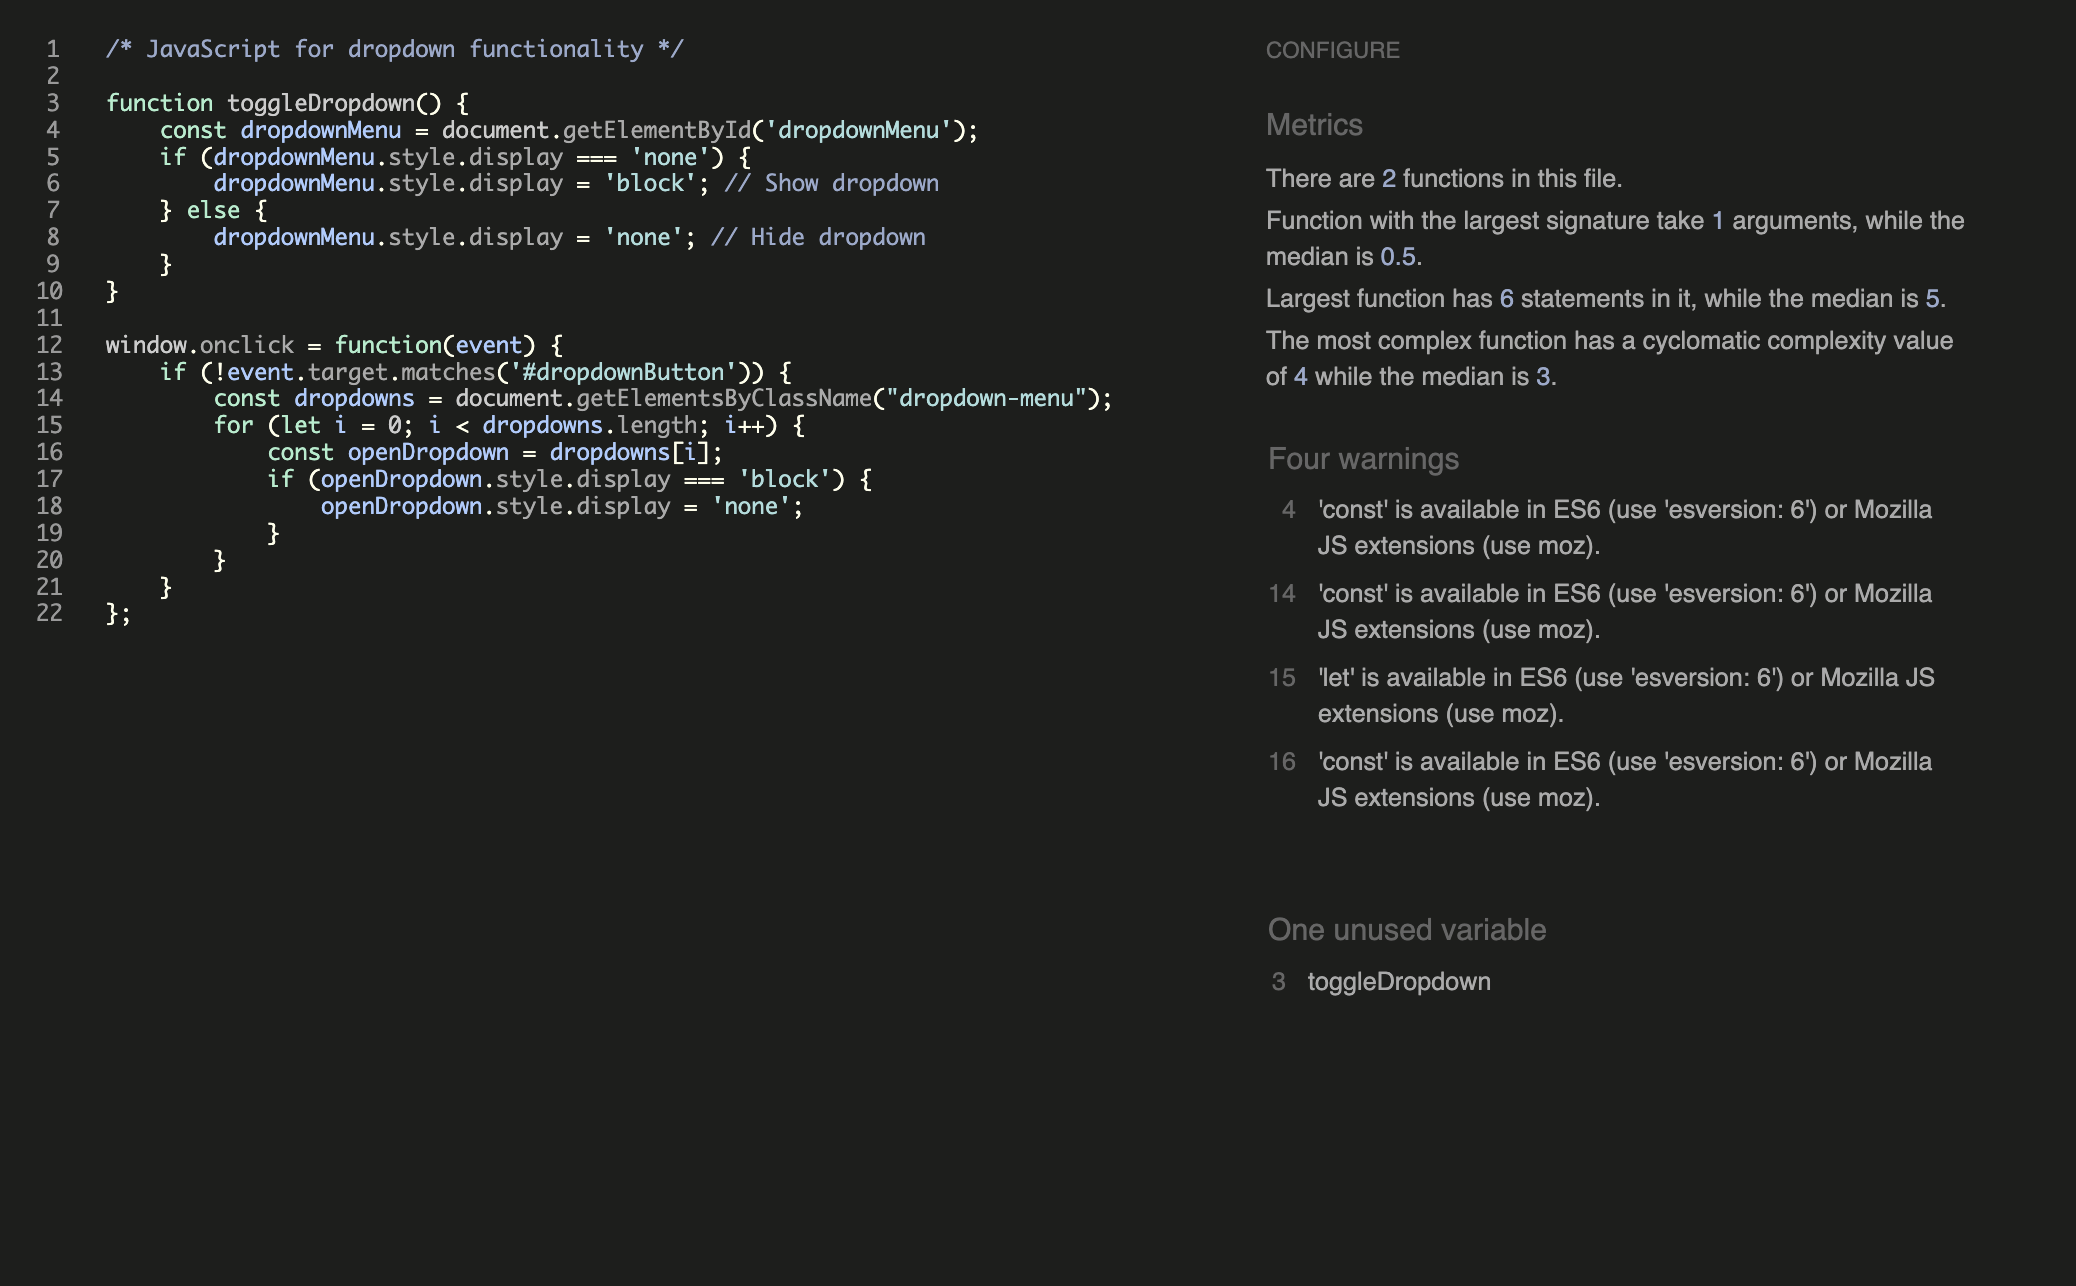 1 /* JavaScript for dropdown functionality */
2
3 function toggleDropdown() {
4     const dropdownMenu = document.getElementById('dropdownMenu');
5     if (dropdownMenu.style.display === 'none') {
6         dropdownMenu.style.display = 'block'; // Show dropdown
7     } else {
8         dropdownMenu.style.display = 'none'; // Hide dropdown
9     }
10 }
11
12 window.onclick = function(event) {
13     if (!event.target.matches('#dropdownButton')) {
14         const dropdowns = document.getElementsByClassName("dropdown-menu");
15         for (let i = 0; i < dropdowns.length; i++) {
16             const openDropdown = dropdowns[i];
17             if (openDropdown.style.display === 'block') {
18                 openDropdown.style.display = 'none';
19             }
20         }
21     }
22 };
CONFIGURE
Metrics
There are 2 functions in this file.
Function with the largest signature take 1 arguments, while the
median is 0.5.
Largest function has 6 statements in it, while the median is 5.
The most complex function has a cyclomatic complexity value
of 4 while the median is 3.
Four warnings
4 'const' is available in ES6 (use 'esversion: 6') or Mozilla
JS extensions (use moz).
14 'const' is available in ES6 (use 'esversion: 6') or Mozilla
JS extensions (use moz).
15 'let' is available in ES6 (use 'esversion: 6') or Mozilla JS
extensions (use moz).
16 'const' is available in ES6 (use 'esversion: 6') or Mozilla
JS extensions (use moz).
One unused variable
3 toggleDropdown